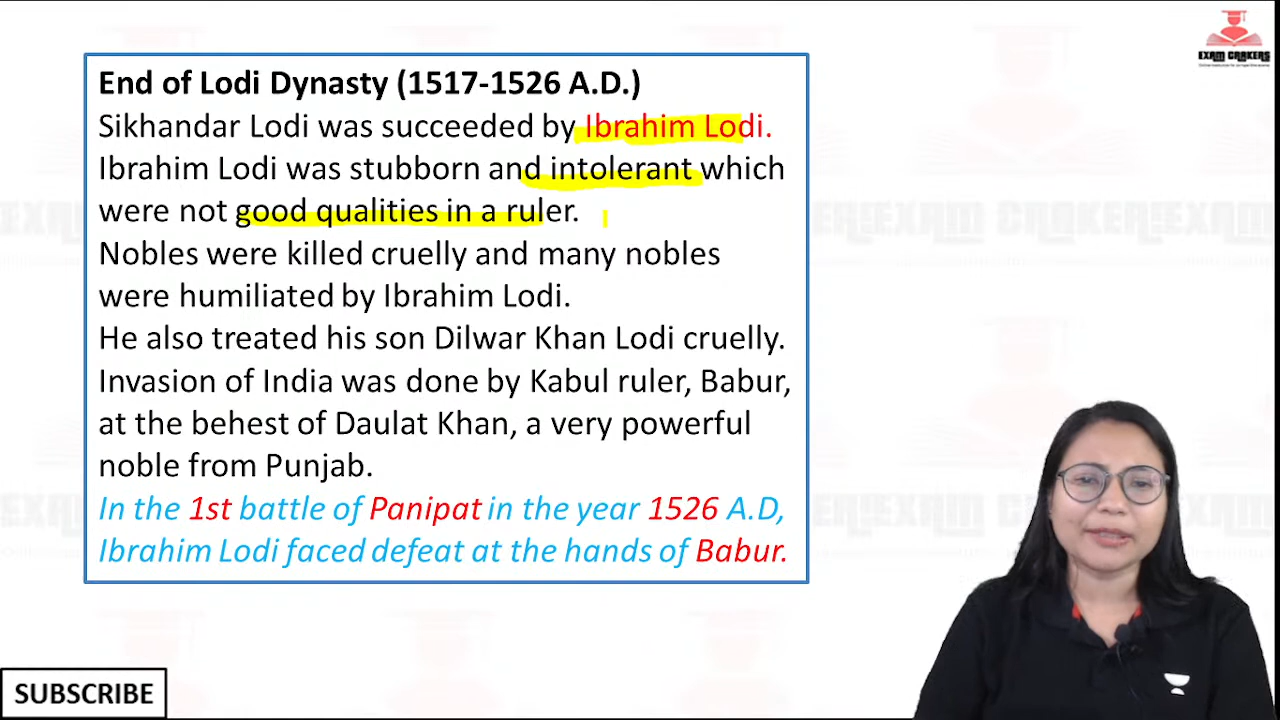 EXAM CRAKERS
End of Lodi Dynasty (1517-1526 A.D.)
Sikhandar Lodi was succeeded by Ibrahim Lodi.
Ibrahim Lodi was stubborn and intolerant which
were not good qualities in a ruler.
Nobles were killed cruelly and many nobles
were humiliated by Ibrahim Lodi.
He also treated his son Dilwar Khan Lodi cruelly.
Invasion of India was done by Kabul ruler, Babur,
at the behest of Daulat Khan, a very powerful
noble from Punjab.
In the 1st battle of Panipat in the year 1526 A.D,
Ibrahim Lodi faced defeat at the hands of Babur.
SUBSCRIBE